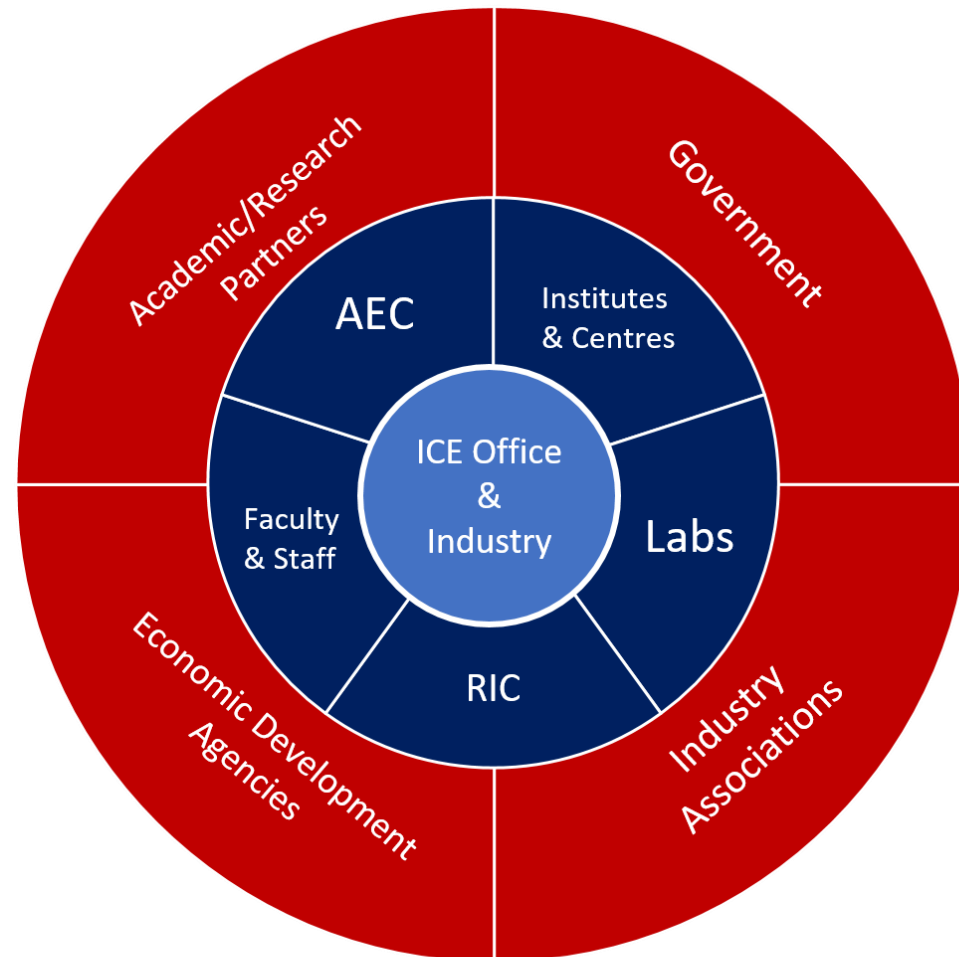 Academic/Research
Partners
Government
AEC
Institutes
& Centres
ICE Office
&
Industry
Faculty
& Staff
Labs
RIC
Economic Development
Agencies
Industry
Associations